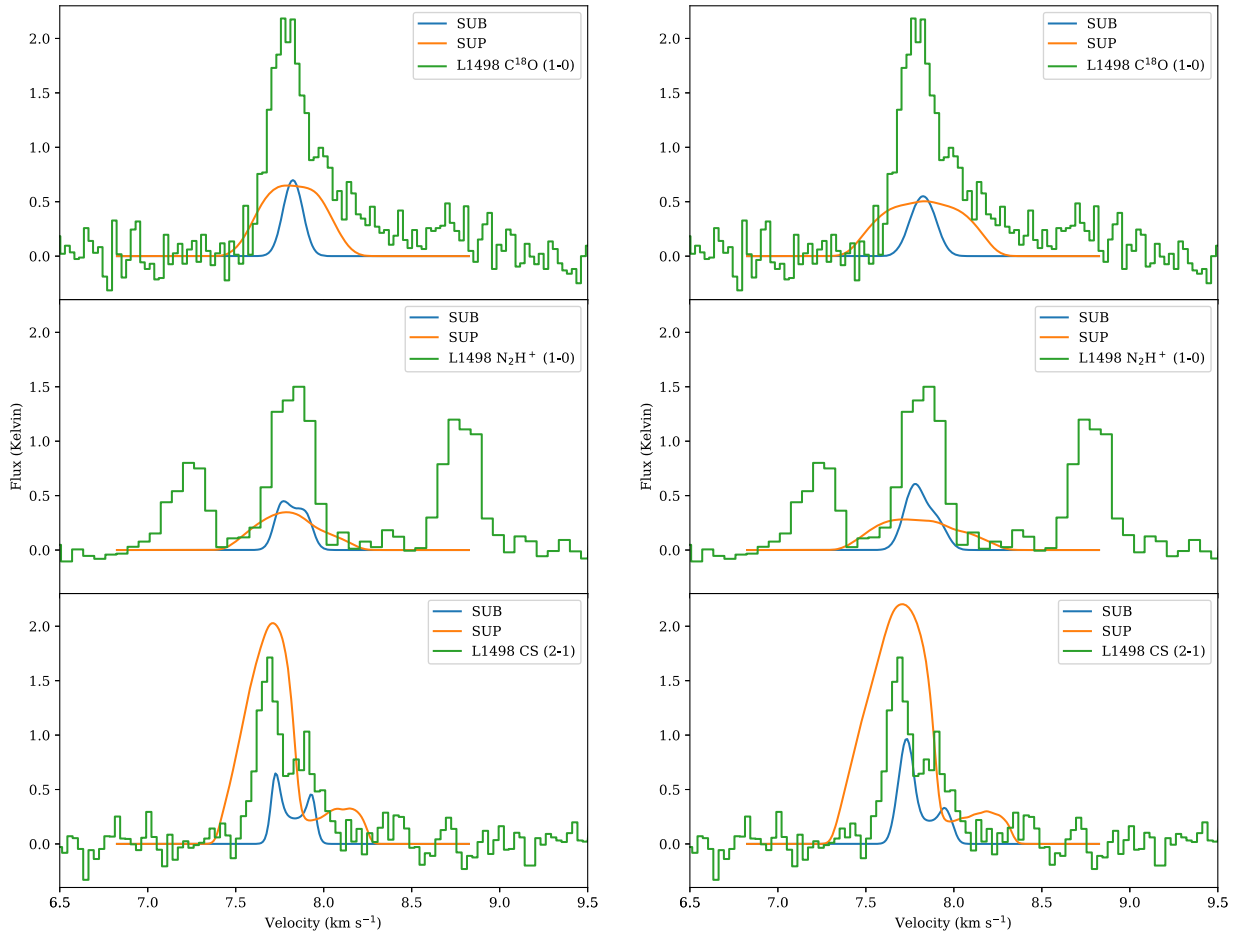 2.0
1.5
1.0
0.5
0.0
SUB
SUP
L1498 C¹⁸O (1-0)
2.0
1.5
1.0
0.5
0.0
SUB
SUP
L1498 C¹⁸O (1-0)
Flux (Kelvin)
2.0
1.5
1.0
0.5
0.0
SUB
SUP
L1498 N₂H⁺ (1-0)
Flux (Kelvin)
2.0
1.5
1.0
0.5
0.0
SUB
SUP
L1498 N₂H⁺ (1-0)
2.0
1.5
1.0
0.5
0.0
SUB
SUP
L1498 CS (2-1)
6.5 7.0 7.5 8.0 8.5 9.0 9.5
Velocity (km s⁻¹)
2.0
1.5
1.0
0.5
0.0
SUB
SUP
L1498 CS (2-1)
6.5 7.0 7.5 8.0 8.5 9.0 9.5
Velocity (km s⁻¹)